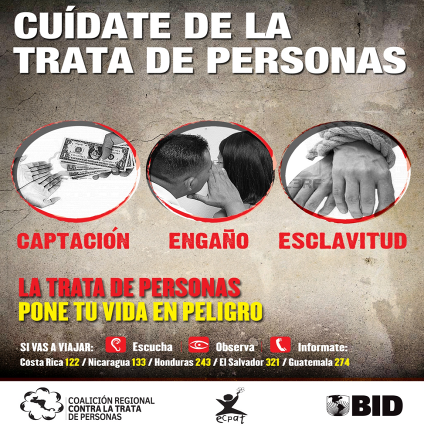 CUÍDATE DE LA
TRATA DE PERSONAS
CAPTACIÓN ENGAÑO ESCLAVITUD
LA TRATA DE PERSONAS
PONE TU VIDA EN PELIGRO
SI VAS A VIAJAR: Escucha Observa Informate:
Costa Rica 122 / Nicaragua 133 / Honduras 243 / El Salvador 321 / Guatemala 274
COALICIÓN REGIONAL
CONTRA LA TRATA
DE PERSONAS
ecpat
BID